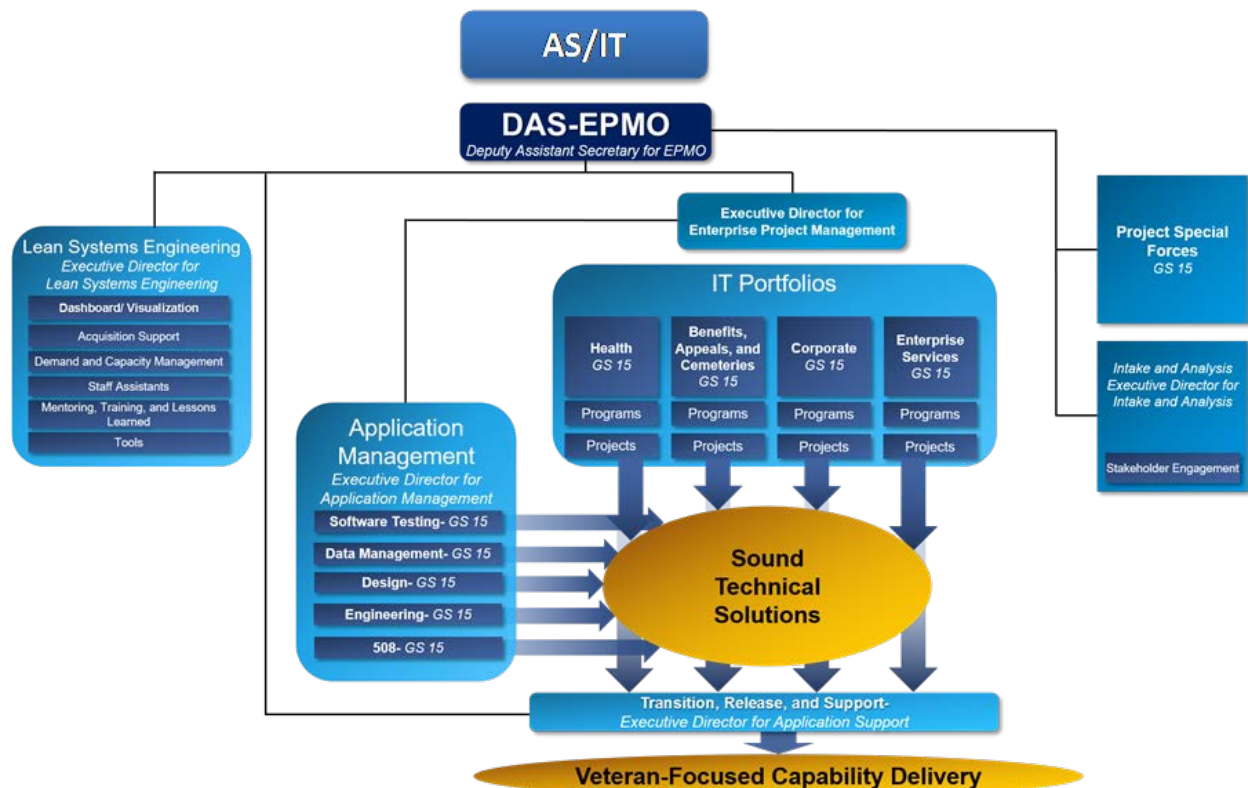 AS/IT
DAS-EPMO
Deputy Assistant Secretary for EPMO
Executive Director for
Enterprise Project Management
Lean Systems Engineering
Executive Director for
Lean Systems Engineering
Dashboard/ Visualization
Acquisition Support
Demand and Capacity Management
Staff Assistants
Mentoring, Training, and Lessons
Learned
Tools
IT Portfolios
Health
GS 15
Programs
Projects
Benefits,
Appeals, and
Cemeteries
GS 15
Programs
Projects
Corporate
GS 15
Programs
Projects
Enterprise
Services
GS 15
Programs
Projects
Project Special
Forces
GS 15
Intake and Analysis
Executive Director for
Intake and Analysis
Stakeholder Engagement
Application
Management
Executive Director for
Application Management
Software Testing- GS 15
Data Management- GS 15
Design- GS 15
Engineering- GS 15
508- GS 15
Sound
Technical
Solutions
Transition, Release, and Support-
Executive Director for Application Support
Veteran-Focused Capability Delivery